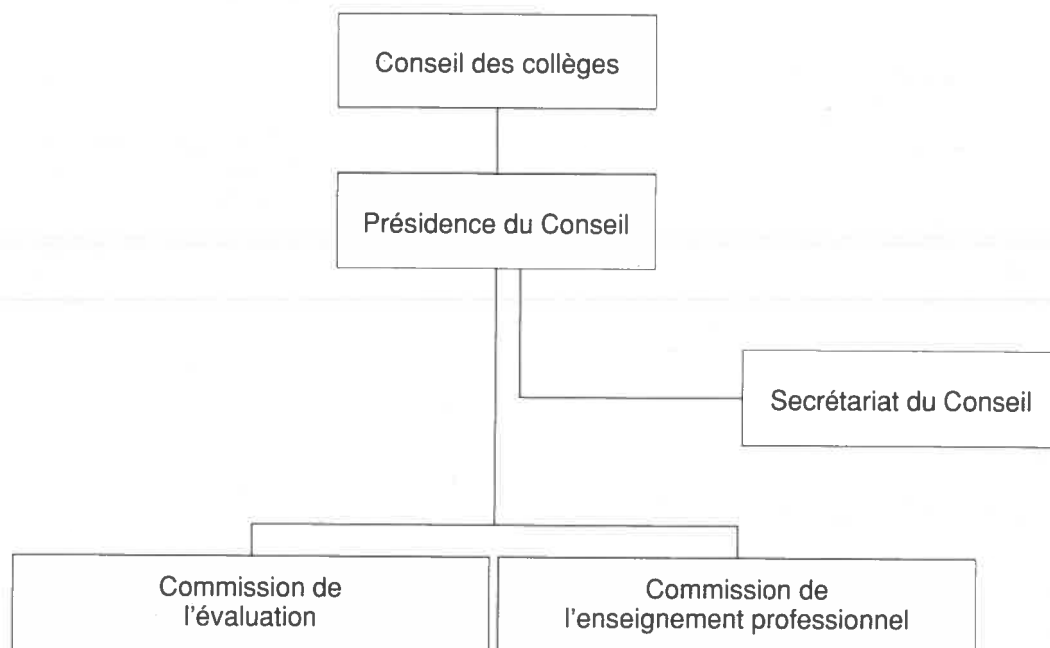 Conseil des collèges
Présidence du Conseil
Secrétariat du Conseil
Commission de
l'évaluation
Commission de
l'enseignement professionnel